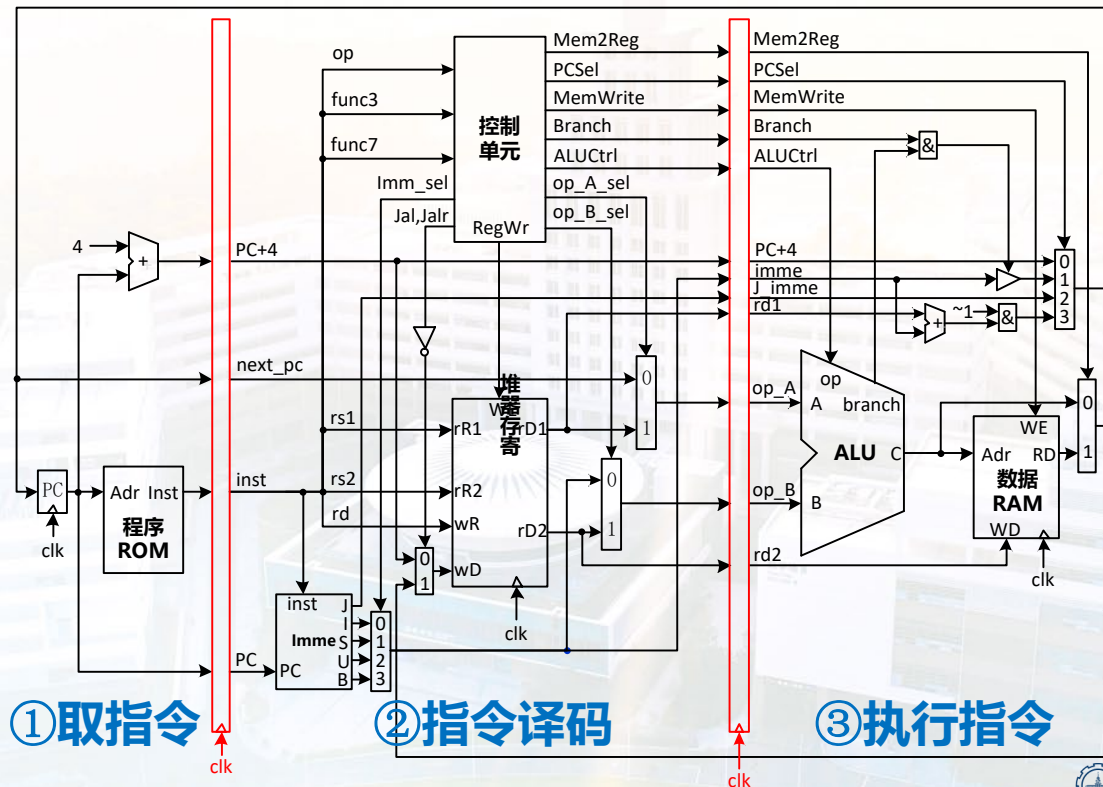 op
func3
func7
Imm_sel
Jal,Jalr
控制
单元
RegWr
Mem2Reg
PCSel
MemWrite
Branch
ALUCtrl
op_A_sel
op_B_sel
Mem2Reg
PCSel
MemWrite
Branch
ALUCtrl
&
4
+
PC+4
PC+4
imme
J_imme
rd1
+
~1
&
0
1
2
3
next_pc
rs1
rs2
rd
inst
堆
器
存
寄
W
rR1
rD1
rR2
wR
rD2
wD
clk
0
1
0
1
0
1
op_A
op_B
rd2
op
A
branch
ALU
C
B
WE
Adr
RD
数据
RAM
WD
clk
0
1
PC
clk
Adr
Inst
程序
ROM
PC
inst
Imme
PC
J
I
S
U
B
0
1
2
3
①取指令
②指令译码
③执行指令
clk
clk